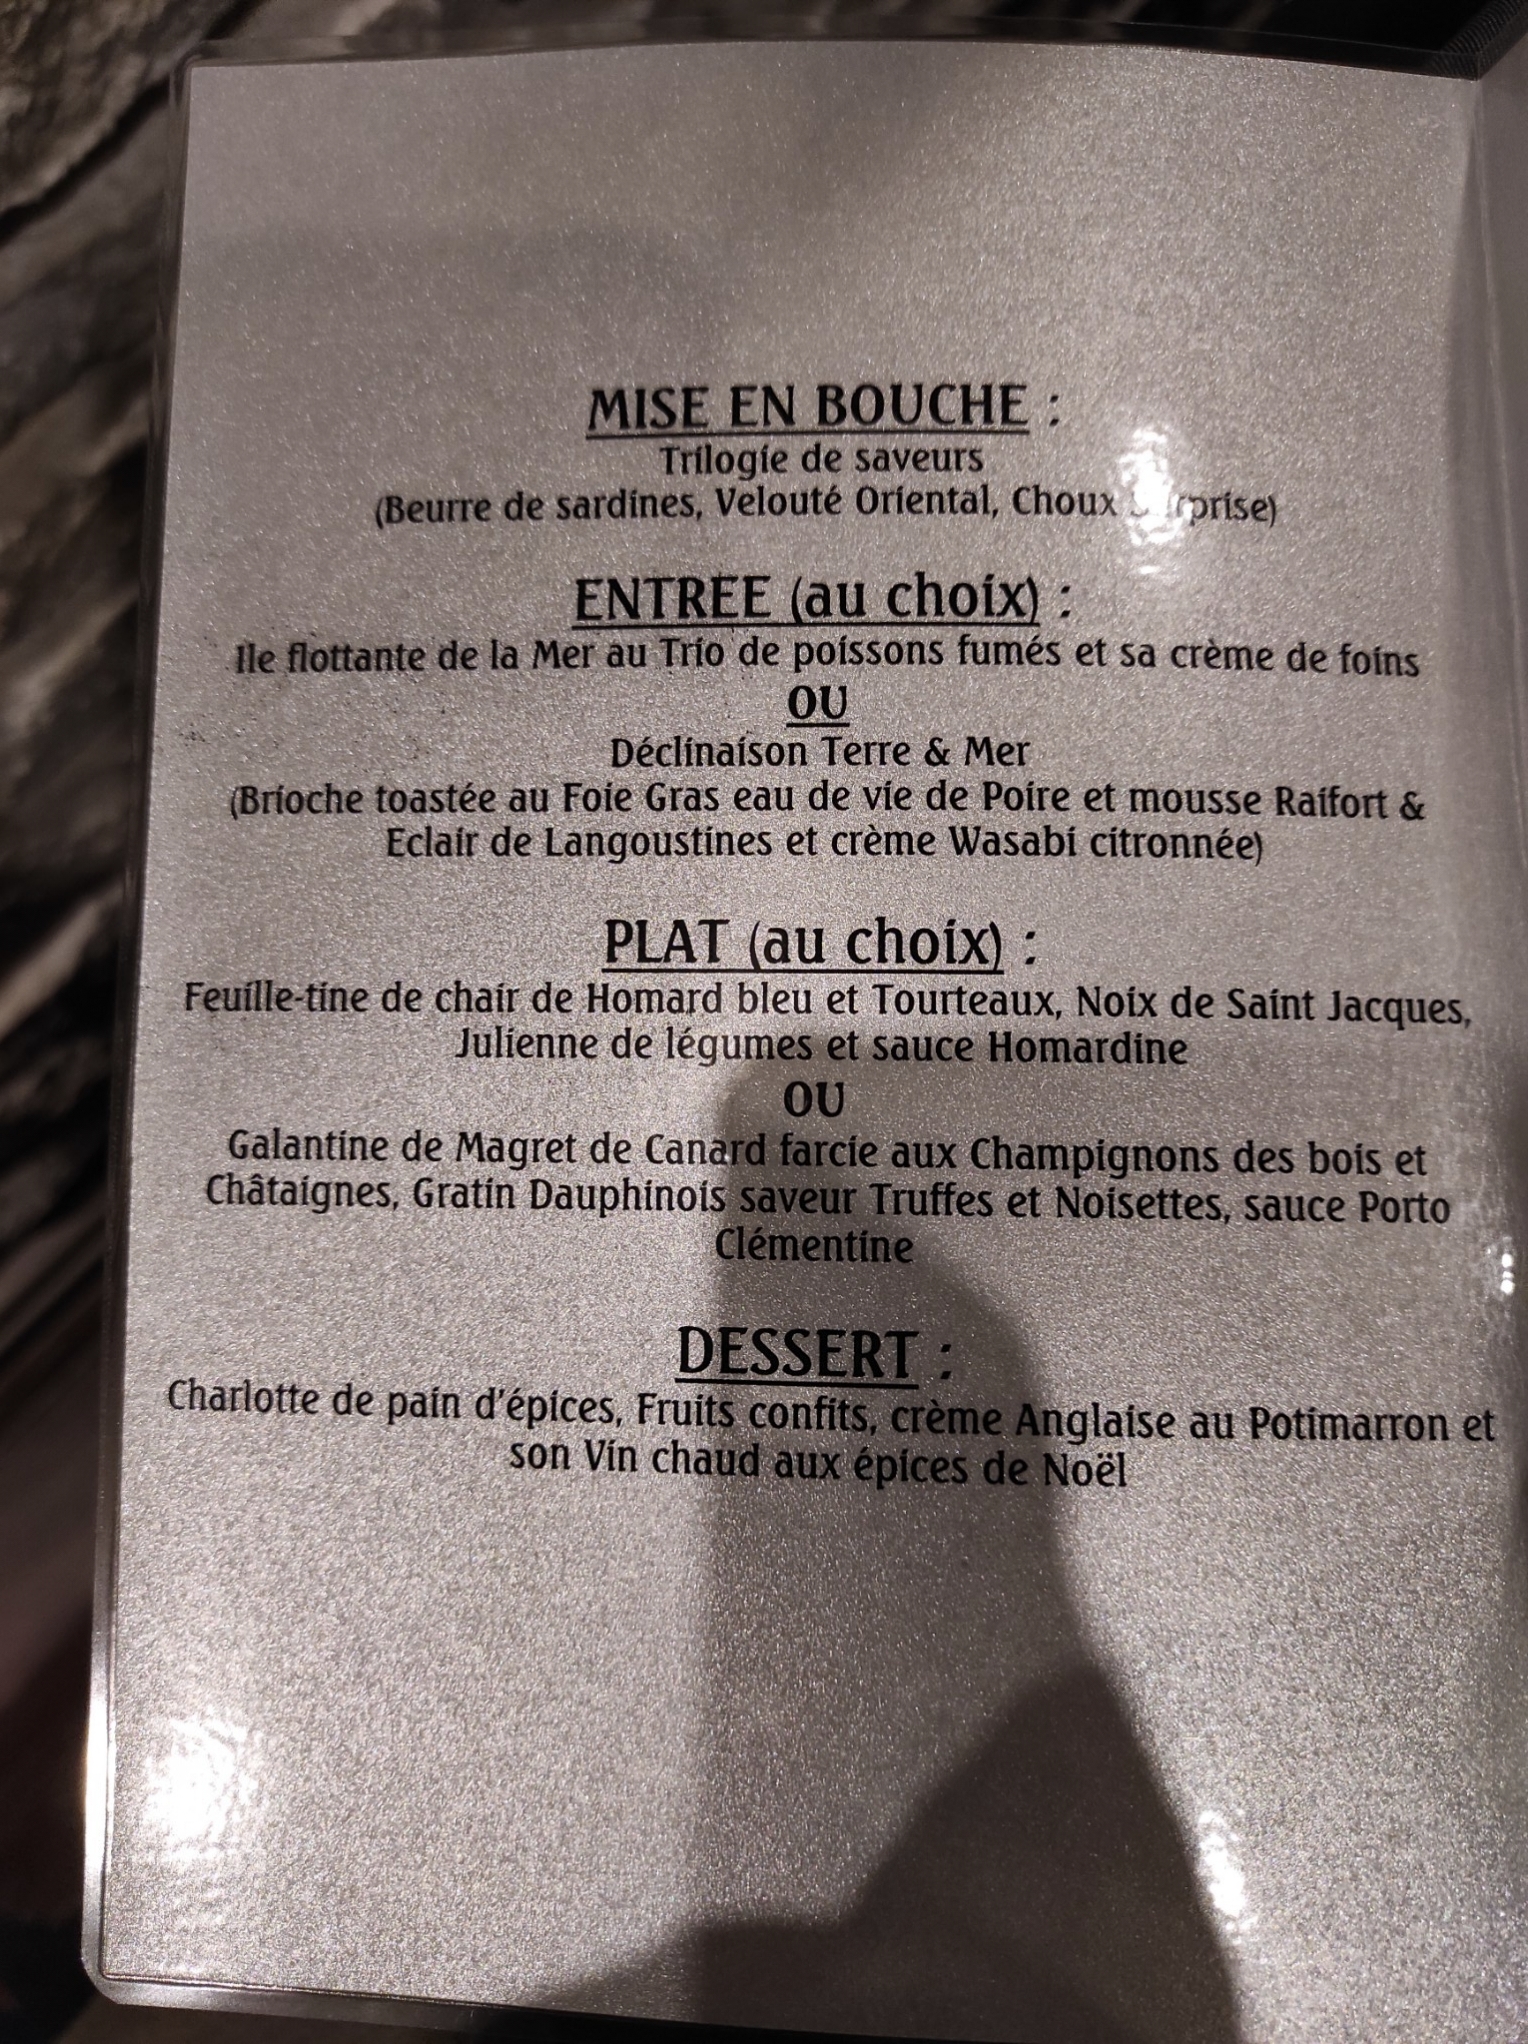 MISE EN BOUCHE :
Trilogie de saveurs
(Beurre de sardines, Velouté Oriental, Choux
ENTREE (au choix) :
Ile flottante de la Mer au Trio de poissons fumés et sa crème de foins
OU
Déclinaison Terre & Mer
(Brioche toastée au Foie Gras eau de vie de Poire et mousse Raifort &
Eclair de Langoustines et crème Wasabi citronnée)
PLAT (au choix) :
Feuille-tine de chair de Homard bleu et Tourteaux, Noix de Saint Jacques,
Julienne de légumes et sauce Homardine
OU
Galantine de Magret de Canard farcie aux Champignons des bois et
Châtaignes, Gratin Dauphinois saveur Truffes et Noisettes, sauce Porto
Clémentine
DESSERT :
Charlotte de pain d'épices, Fruits confits, crème Anglaise au Potimarron et
son Vin chaud aux épices de Noël